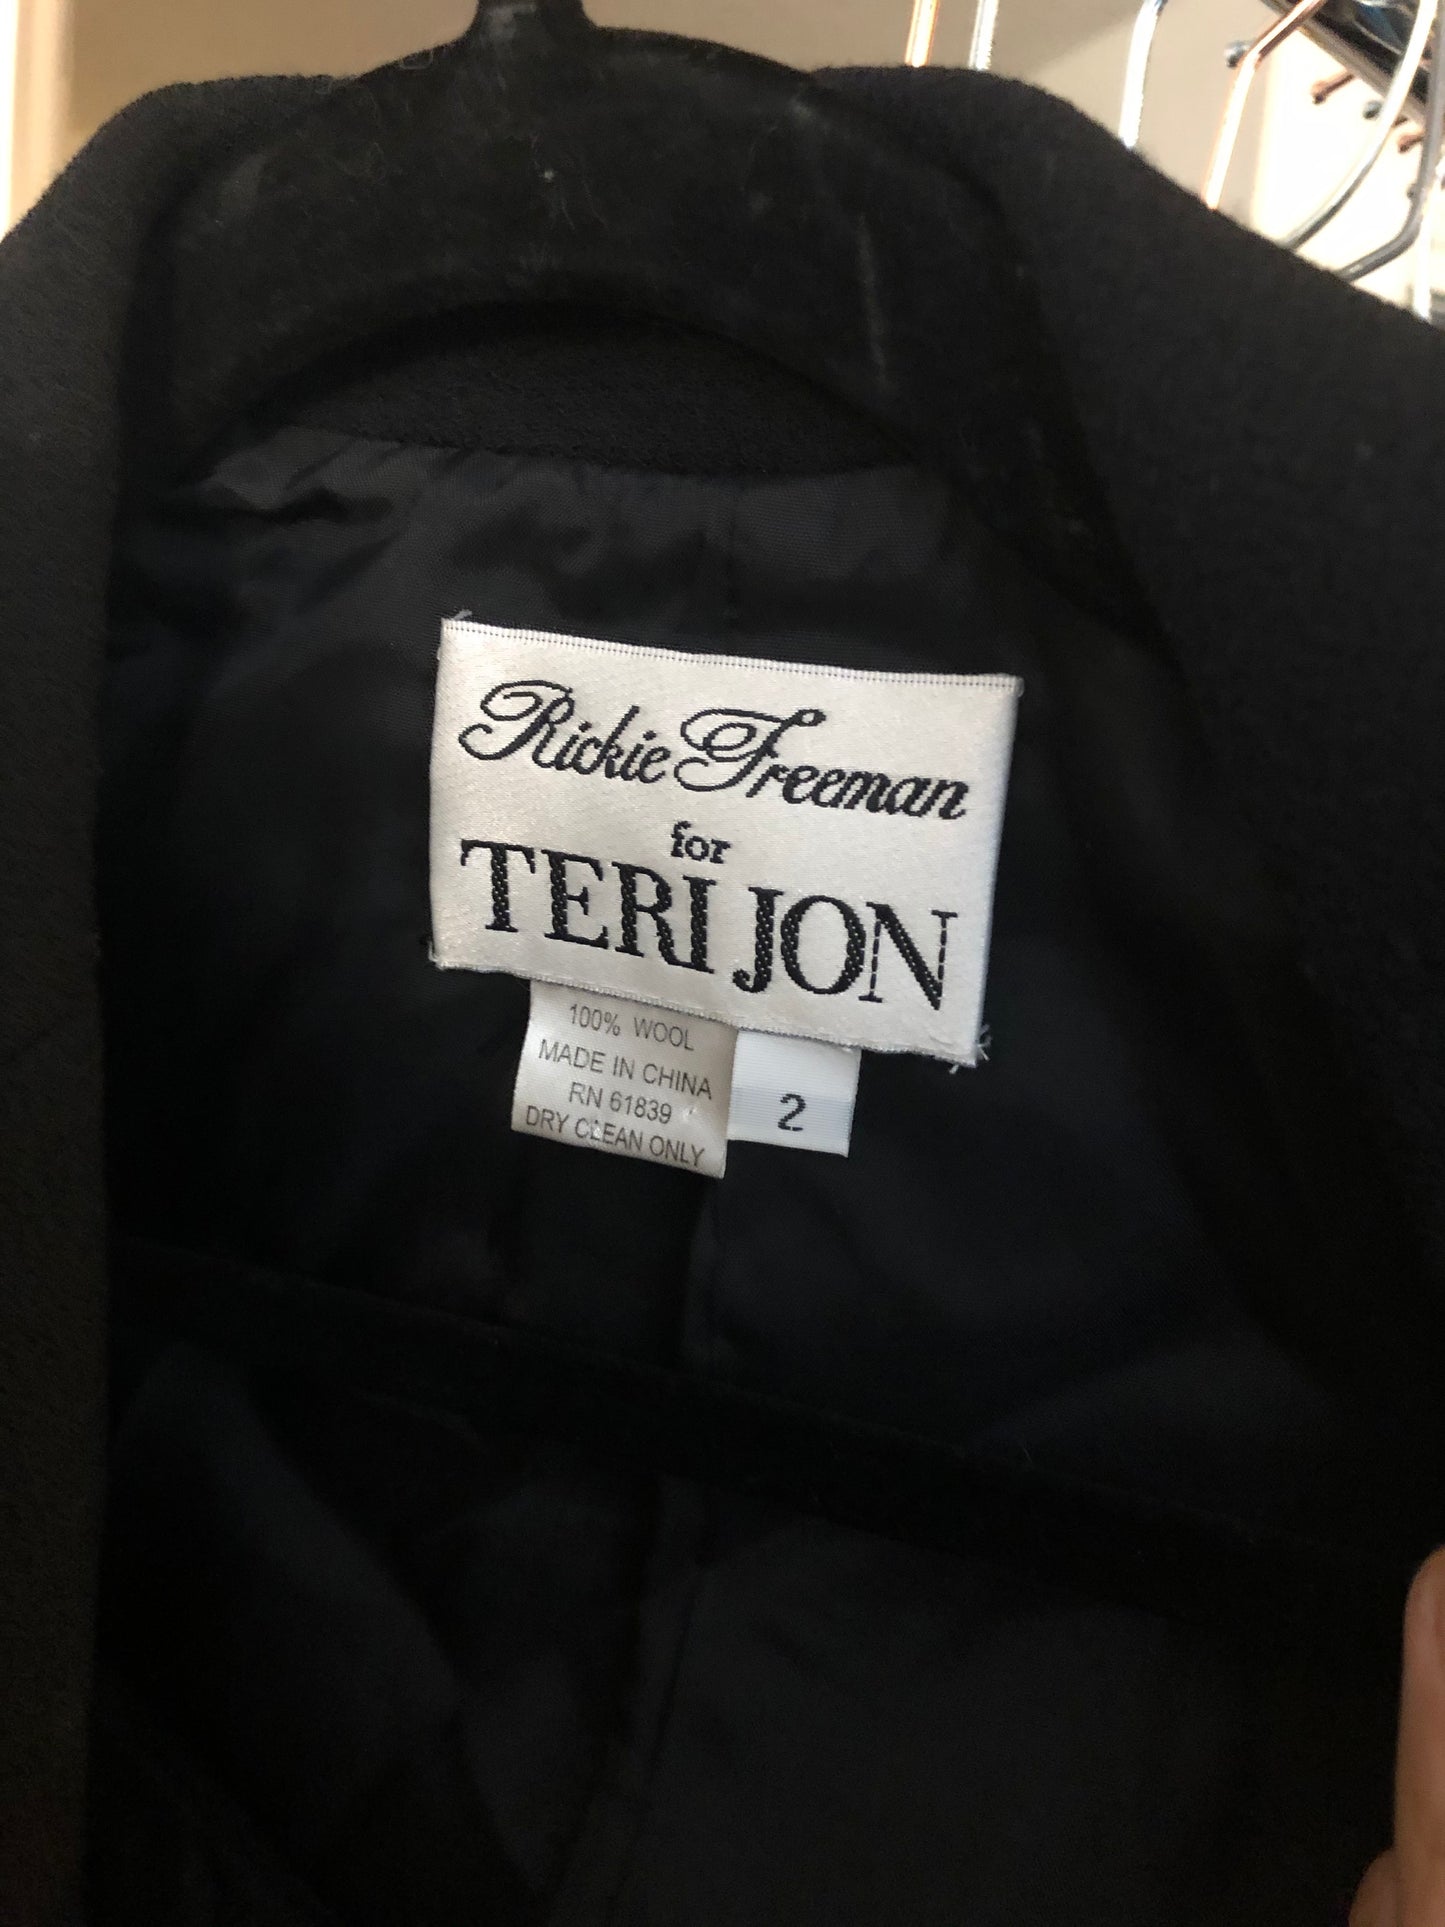 Rickie Freeman
for
TERI JON
100% WOOL
MADE IN CHINA
RN 61839
DRY CLEAN ONLY
2